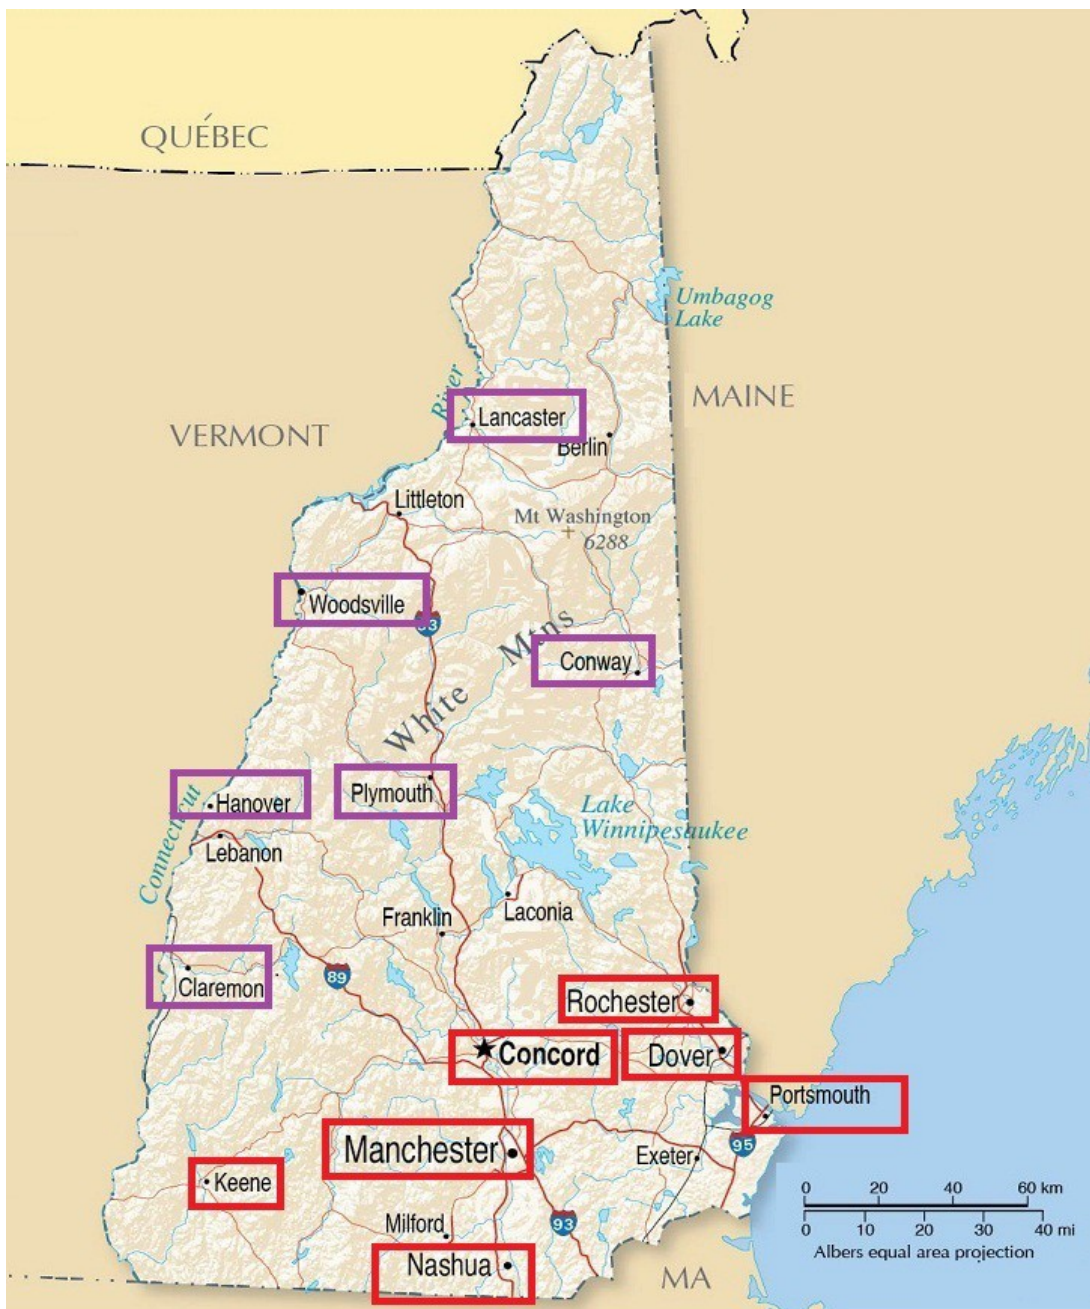 QUÉBEC
Umbagog
Lake
MAINE
River
Lancaster
VERMONT
Berlin
Littleton
Mt Washington
6288
Woodsville
93
White Mtns
Conway
Connecticut
Hanover
Plymouth
Lake
Winnipesaukee
Lebanon
Franklin
Laconia
Claremon
89
Rochester
Concord
Dover
Portsmouth
Manchester
Exeter
95
Keene
Milford
93
Nashua
MA
0 20 40 60 km
0 10 20 30 40 mi
Albers equal area projection